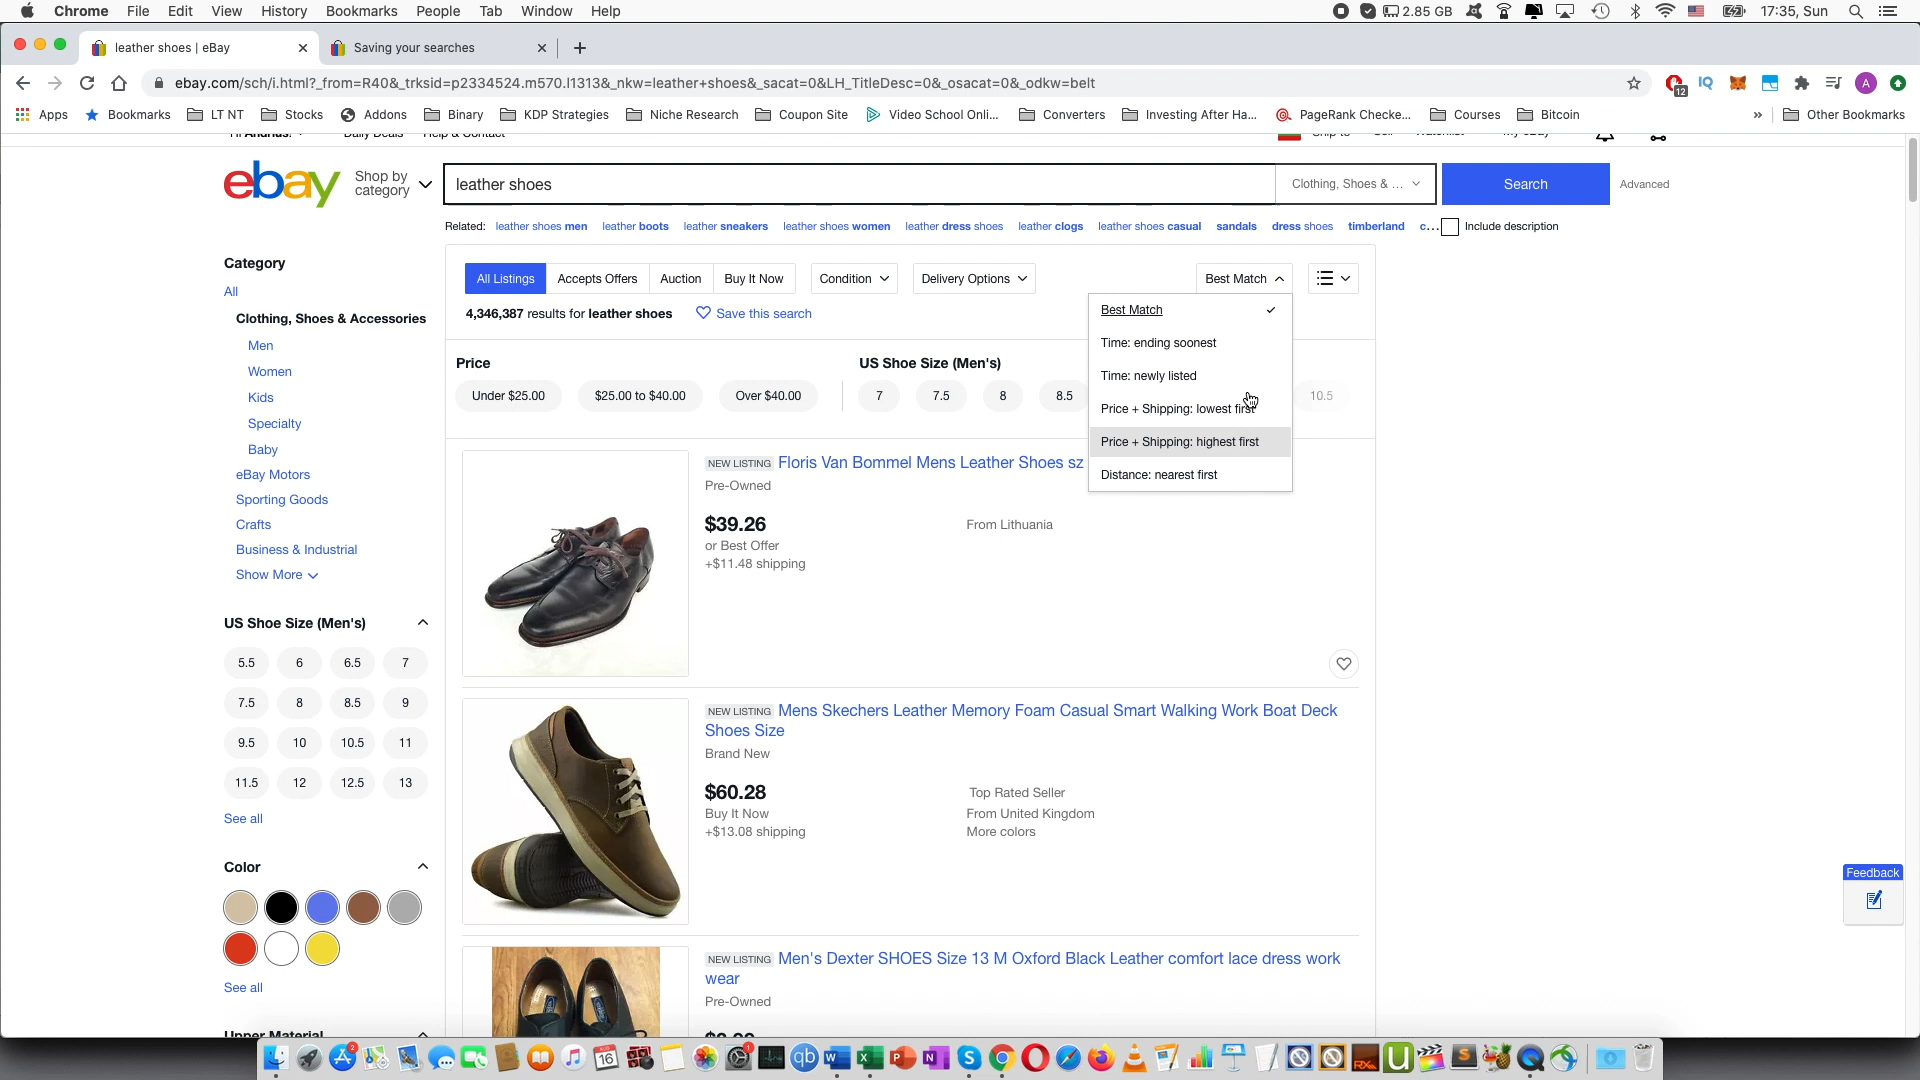 Chrome File Edit View History Bookmarks People Tab Window Help 2.85 GB 17:35, Sun
leather shoes | eBay Saving your searches
ebay.com/sch/i.html?_from=R40&_trksid=p2334524.m570.l1313&_nkw=leather+shoes&_sacat=0&LH_TitleDesc=0&_osacat=0&_odkw=belt 12 A
Apps Bookmarks LT NT Stocks Addons Binary KDP Strategies Niche Research Coupon Site Video School Onli... Converters Investing After Ha... PageRank Checke... Courses Bitcoin » Other Bookmarks
Daily Deals Help & Contact
ebay Shop by category leather shoes Clothing, Shoes & ... Search Advanced
Related: leather shoes men leather boots leather sneakers leather shoes women leather dress shoes leather clogs leather shoes casual sandals dress shoes timberland c... Include description
Category
All
Clothing, Shoes & Accessories
Men
Women
Kids
Specialty
Baby
eBay Motors
Sporting Goods
Crafts
Business & Industrial
Show More
US Shoe Size (Men's)
5.5 6 6.5 7
7.5 8 8.5 9
9.5 10 10.5 11
11.5 12 12.5 13
See all
Color
See all
Upper Material
All Listings Accepts Offers Auction Buy It Now Condition Delivery Options Best Match
4,346,387 results for leather shoes Save this search
Best Match
Time: ending soonest
Time: newly listed
Price + Shipping: lowest first
Price + Shipping: highest first
Distance: nearest first
Price US Shoe Size (Men's)
Under $25.00 $25.00 to $40.00 Over $40.00 7 7.5 8 8.5 10.5
NEW LISTING Floris Van Bommel Mens Leather Shoes sz
Pre-Owned
$39.26 From Lithuania
or Best Offer
+$11.48 shipping
NEW LISTING Mens Skechers Leather Memory Foam Casual Smart Walking Work Boat Deck
Shoes Size
Brand New
$60.28 Top Rated Seller
Buy It Now From United Kingdom
+$13.08 shipping More colors
NEW LISTING Men's Dexter SHOES Size 13 M Oxford Black Leather comfort lace dress work
wear
Pre-Owned
Feedback